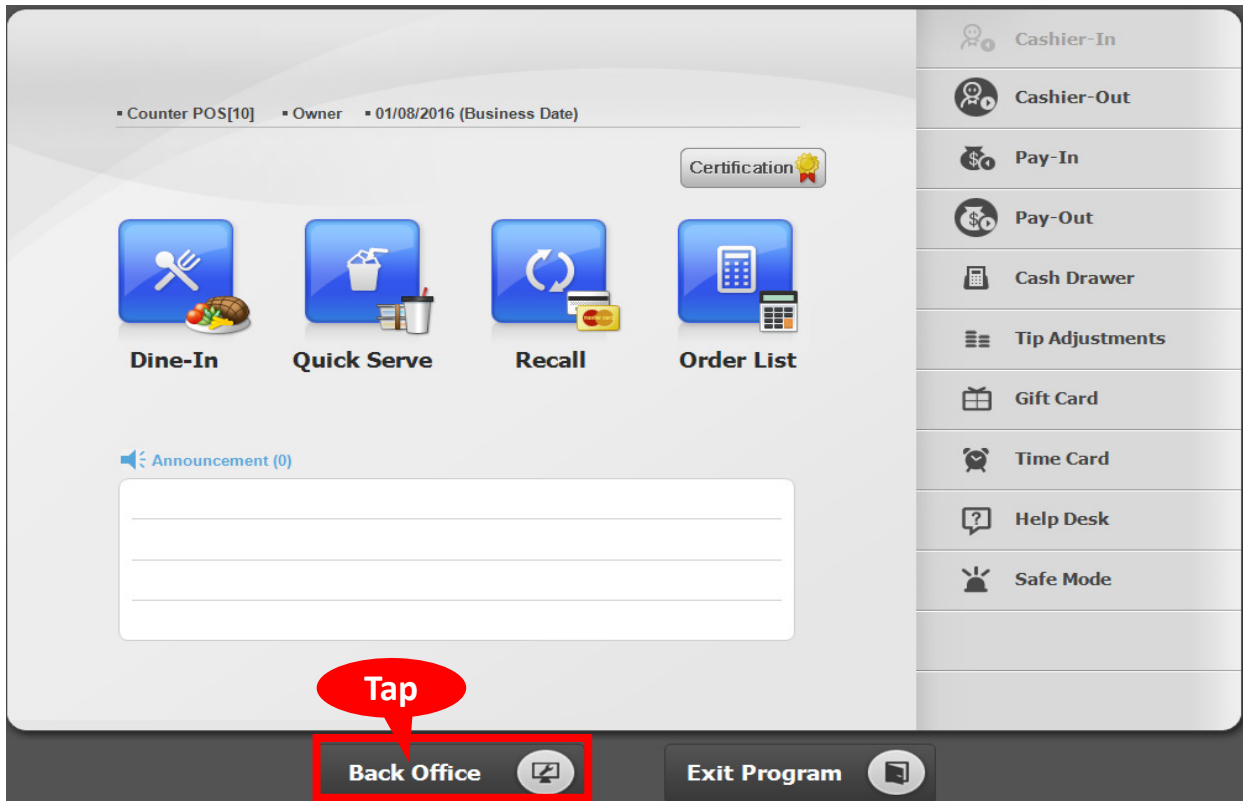 ▪ Counter POS[10] ▪ Owner ▪ 01/08/2016 (Business Date)
Certification
Dine-In
Quick Serve
Recall
Order List
Announcement (0)
Cashier-In
Cashier-Out
Pay-In
Pay-Out
Cash Drawer
Tip Adjustments
Gift Card
Time Card
Help Desk
Safe Mode
Tap
Back Office
Exit Program